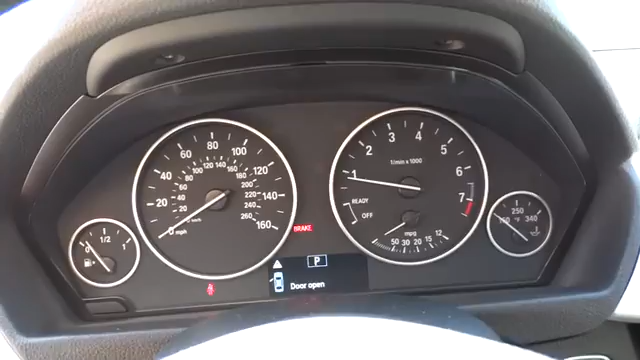 0 20 40 60 80 100 120 140 160
20 40 60 80 100 120 140 160 180 200 220 240 260
km/h
mph
1 2 3 4 5 6 7
1/min x 1000
READY
OFF
mpg
50 30 20 15 12
1/2 1
250
°F 340
BRAKE
P
Door open